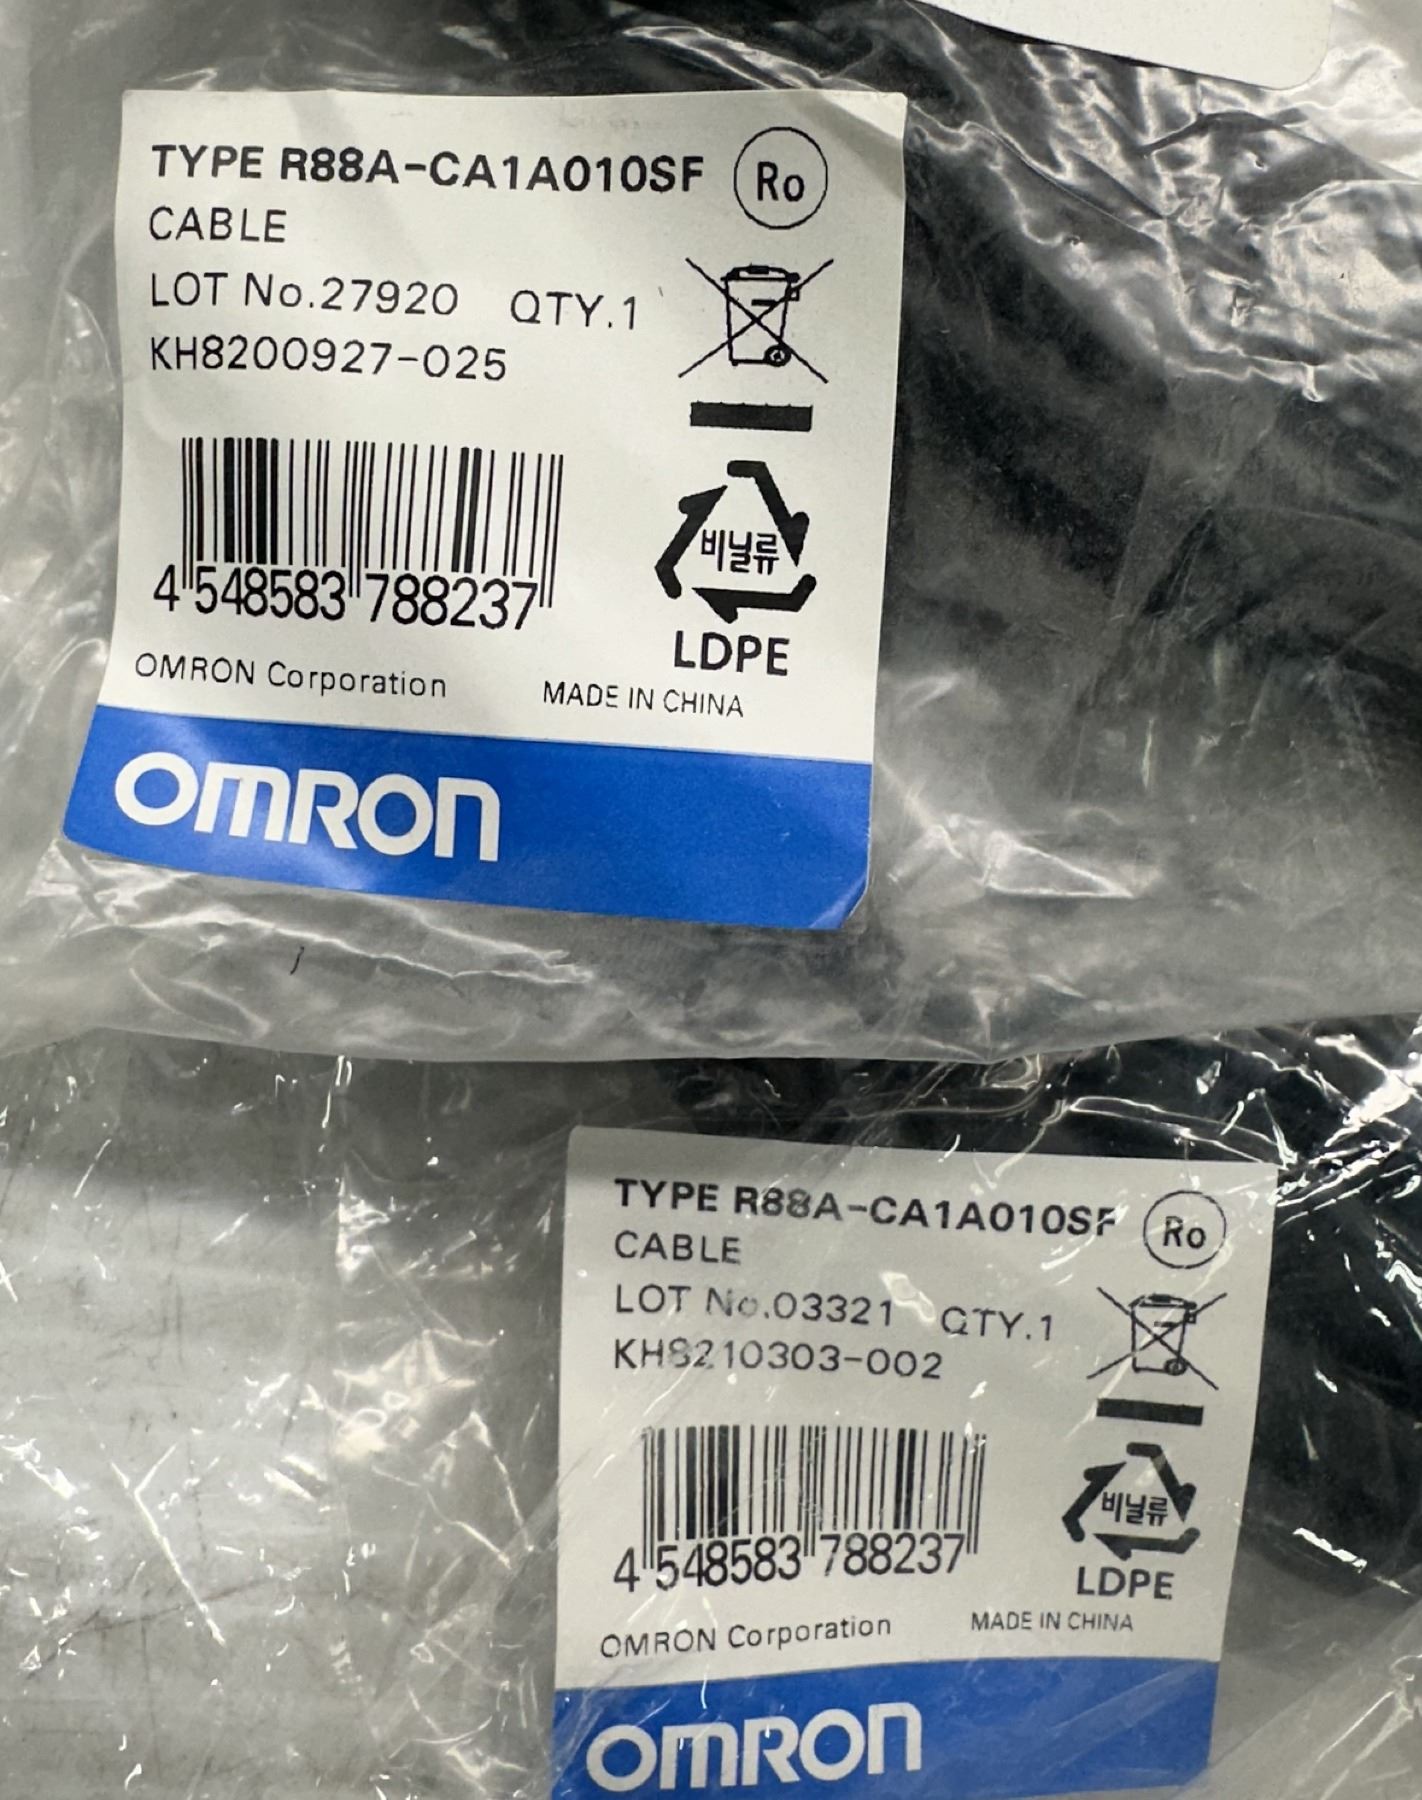 TYPE R88A-CA1A010SF Ro
CABLE
LOT No.27920 QTY.1
KH8200927-025
비닐류
LDPE
4 548583 788237
OMRON Corporation MADE IN CHINA
OMRON
TYPE R88A-CA1A010SF Ro
CABLE
LOT No.03321 QTY.1
KH8210303-002
비닐류
LDPE
4 548583 788237
OMRON Corporation MADE IN CHINA
OMRON